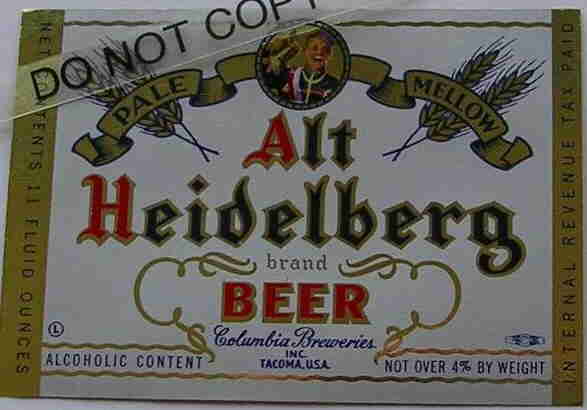 DO NOT COPY
PALE
MELLOW
Alt
Heidelberg
brand
BEER
Columbia Breweries
INC.
TACOMA, U.S.A.
L
ALCOHOLIC CONTENT
NOT OVER 4% BY WEIGHT
NET CONTENTS 11 FLUID OUNCES
INTERNAL REVENUE TAX PAID